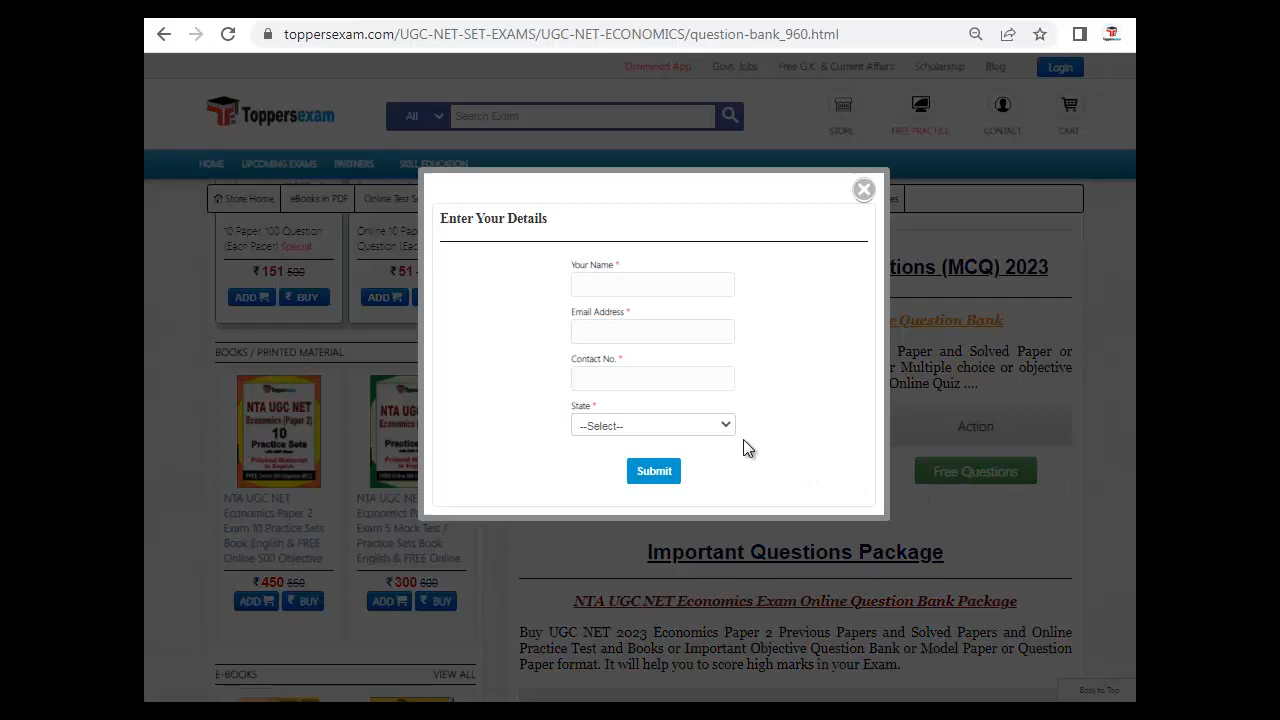 toppersexam.com/UGC-NET-SET-EXAMS/UGC-NET-ECONOMICS/question-bank_960.html
Download App Govt. Jobs Free G.K. & Current Affairs Scholarship Blog Login
Toppersexam All Search Exam
STORE FREE PRACTICE CONTACT CART
HOME UPCOMING EXAMS PARTNERS SKILL EDUCATION
Store Home eBooks in PDF Online Test
Enter Your Details
Your Name *
Email Address *
Contact No. *
State *
--Select--
Submit
10 Paper 100 Question
(Each Paper) Special
₹151 500
ADD ₹ BUY
Online 10
Question (Ea
₹51
ADD
BOOKS / PRINTED MATERIAL
NTA UGC NET
Economics (Paper 2)
10
Practice Sets
Printed Material
in English
NTA UGC NET
Economics Paper 2
Exam 10 Practice Sets
Book English & FREE
Online 500 Objective
₹450 850
ADD ₹ BUY
NTA UGC NET
Economics Paper 2
Exam 5 Mock Test /
Practice Sets Book
English & FREE Online
₹300 600
ADD ₹ BUY
E-BOOKS VIEW ALL
tions (MCQ) 2023
e Question Bank
Paper and Solved Paper or
r Multiple choice or objective
Online Quiz ....
Action
Free Questions
Important Questions Package
NTA UGC NET Economics Exam Online Question Bank Package
Buy UGC NET 2023 Economics Paper 2 Previous Papers and Solved Papers and Online
Practice Test and Books or Important Objective Question Bank or Model Paper or Question
Paper format. It will help you to score high marks in your Exam.
Back to Top